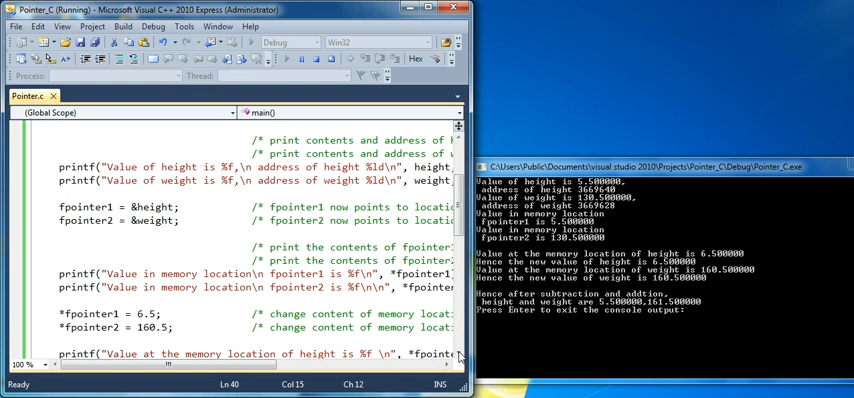 Pointer_C (Running) - Microsoft Visual C++ 2010 Express (Administrator)
File Edit View Project Build Debug Tools Window Help
Debug Win32
Hex
Process: Thread:
Pointer.c
(Global Scope) main()
/* print contents and address of h
/* print contents and address of w
printf("Value of height is %f,\n address of height %ld\n", height,
printf("Value of weight is %f,\n address of weight %ld\n", weight,
fpointer1 = &height; /* fpointer1 now points to locatio
fpointer2 = &weight; /* fpointer2 now points to locatio
/* print the contents of fpointer1
/* print the contents of fpointer2
printf("Value in memory location\n fpointer1 is %f\n", *fpointer1)
printf("Value in memory location\n fpointer2 is %f\n\n", *fpointer
*fpointer1 = 6.5; /* change content of memory locati
*fpointer2 = 160.5; /* change content of memory locati
printf("Value at the memory location of height is %f \n", *fpointe
100 %
Ready Ln 40 Col 15 Ch 12 INS
C:\Users\Public\Documents\visual studio 2010\Projects\Pointer_C\Debug\Pointer_C.exe
Value of height is 5.500000,
address of height 3669640
Value of weight is 130.500000,
address of weight 3669628
Value in memory location
fpointer1 is 5.500000
Value in memory location
fpointer2 is 130.500000
Value at the memory location of height is 6.500000
Hence the new value of height is 6.500000
Value at the memory location of weight is 160.500000
Hence the new value of weight is 160.500000
Hence after subtraction and addtion,
height and weight are 5.500000,161.500000
Press Enter to exit the console output: